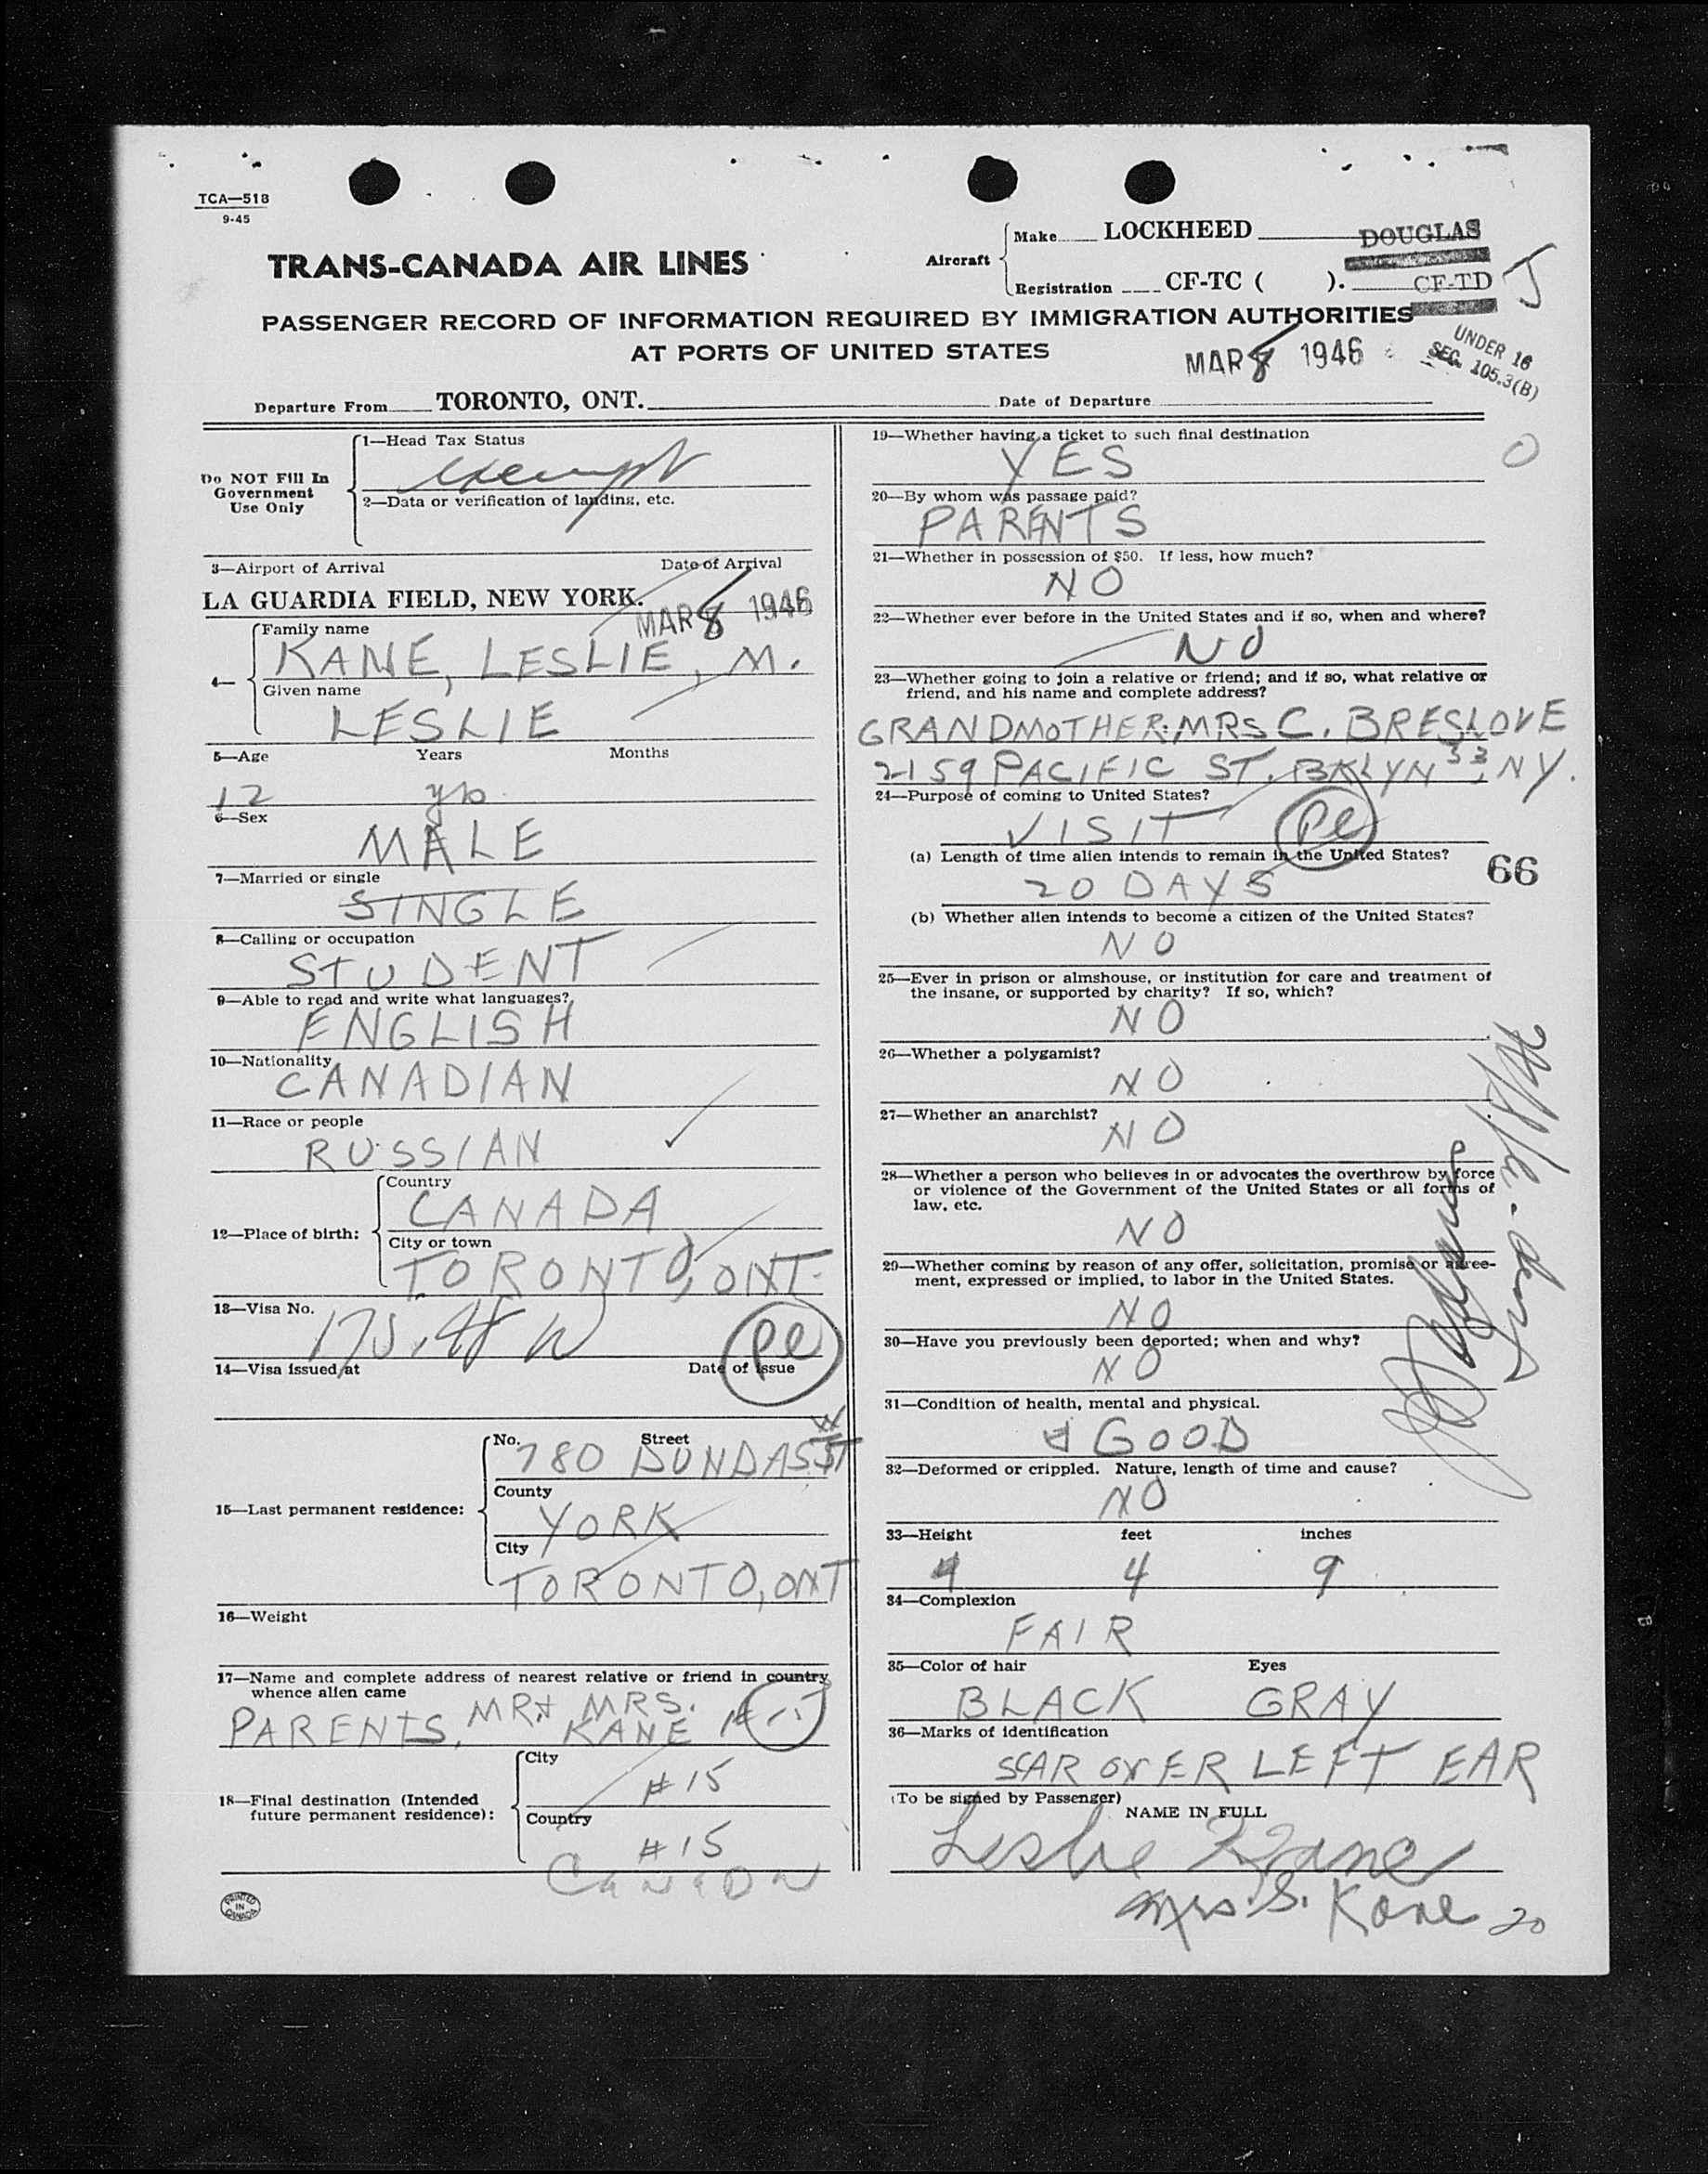 TCA—518
9-45
TRANS-CANADA AIR LINES
Aircraft
Make LOCKHEED DOUGLAS
Registration CF-TC ( ). CF-TD J
PASSENGER RECORD OF INFORMATION REQUIRED BY IMMIGRATION AUTHORITIES
AT PORTS OF UNITED STATES
MAR 8 1946
UNDER 16
SEC. 105.3(B)
Departure From TORONTO, ONT. Date of Departure
Do NOT Fill In
Government
Use Only
1—Head Tax Status
exempt
2—Data or verification of landing, etc.
3—Airport of Arrival Date of Arrival
LA GUARDIA FIELD, NEW YORK.
MAR 8 1946
4—
Family name
KANE, LESLIE, M.
Given name
LESLIE
5—Age Years Months
12
6—Sex
MALE
7—Married or single
SINGLE
8—Calling or occupation
STUDENT
9—Able to read and write what languages?
ENGLISH
10—Nationality
CANADIAN
11—Race or people
RUSSIAN
12—Place of birth:
Country
CANADA
City or town
TORONTO, ONT.
13—Visa No.
14—Visa issued at Date of issue
15—Last permanent residence:
No. Street
780 DUNDAS ST W
County
YORK
City
TORONTO, ONT
16—Weight
17—Name and complete address of nearest relative or friend in country
whence alien came
PARENTS, MR & MRS. KANE
18—Final destination (Intended
future permanent residence):
City
#15
Country
#15
PRINTED
IN
CANADA
19—Whether having a ticket to such final destination
YES
20—By whom was passage paid?
PARENTS
21—Whether in possession of $50. If less, how much?
NO
22—Whether ever before in the United States and if so, when and where?
NO
23—Whether going to join a relative or friend; and if so, what relative or
friend, and his name and complete address?
GRANDMOTHER: MRS C. BRESLOVE
2159 PACIFIC ST. BKLYN 33, NY.
24—Purpose of coming to United States?
VISIT
(a) Length of time alien intends to remain in the United States?
66
20 DAYS
(b) Whether alien intends to become a citizen of the United States?
NO
25—Ever in prison or almshouse, or institution for care and treatment of
the insane, or supported by charity? If so, which?
NO
26—Whether a polygamist?
NO
27—Whether an anarchist?
NO
28—Whether a person who believes in or advocates the overthrow by force
or violence of the Government of the United States or all forms of
law, etc.
NO
29—Whether coming by reason of any offer, solicitation, promise or agree-
ment, expressed or implied, to labor in the United States.
NO
30—Have you previously been deported; when and why?
NO
31—Condition of health, mental and physical.
GOOD
32—Deformed or crippled. Nature, length of time and cause?
NO
33—Height feet inches
4 4 9
34—Complexion
FAIR
35—Color of hair Eyes
BLACK GRAY
36—Marks of identification
SCAR OVER LEFT EAR
(To be signed by Passenger)
NAME IN FULL
Leslie Kane
Mrs. S. Kane 20